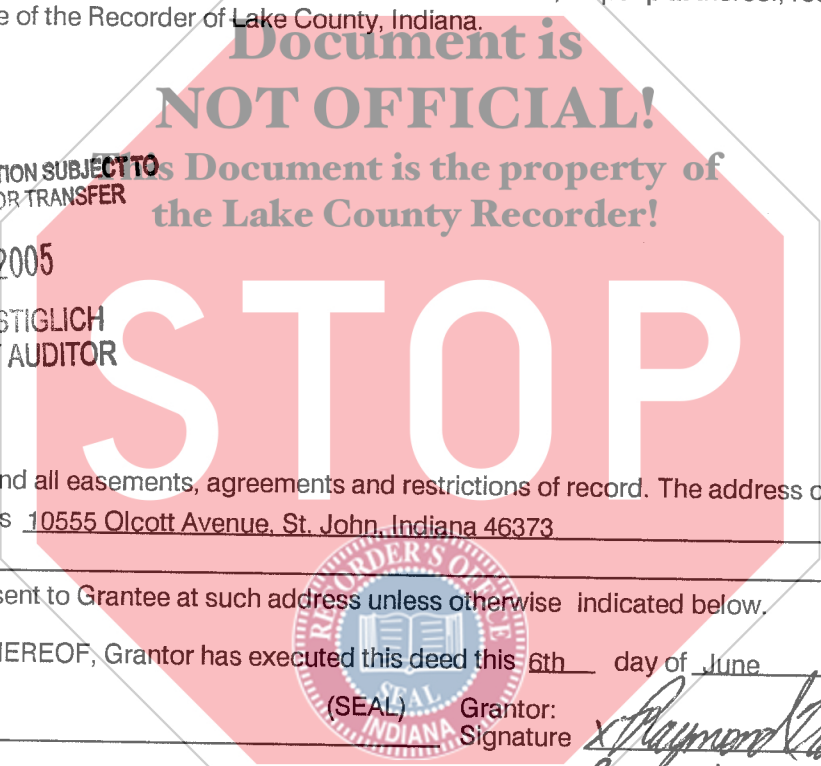 e of the Recorder of Lake County, Indiana.
Document is
NOT OFFICIAL!
This Document is the property of
the Lake County Recorder!
TION SUBJECT TO
OR TRANSFER
2005
STIGLICH
AUDITOR
STOP
nd all easements, agreements and restrictions of record. The address o
s 10555 Olcott Avenue, St. John, Indiana 46373
sent to Grantee at such address unless otherwise indicated below.
HEREOF, Grantor has executed this deed this 6th day of June
(SEAL) Grantor:
Signature x Raymond
RECORDER'S OFFICE
SEAL
INDIANA